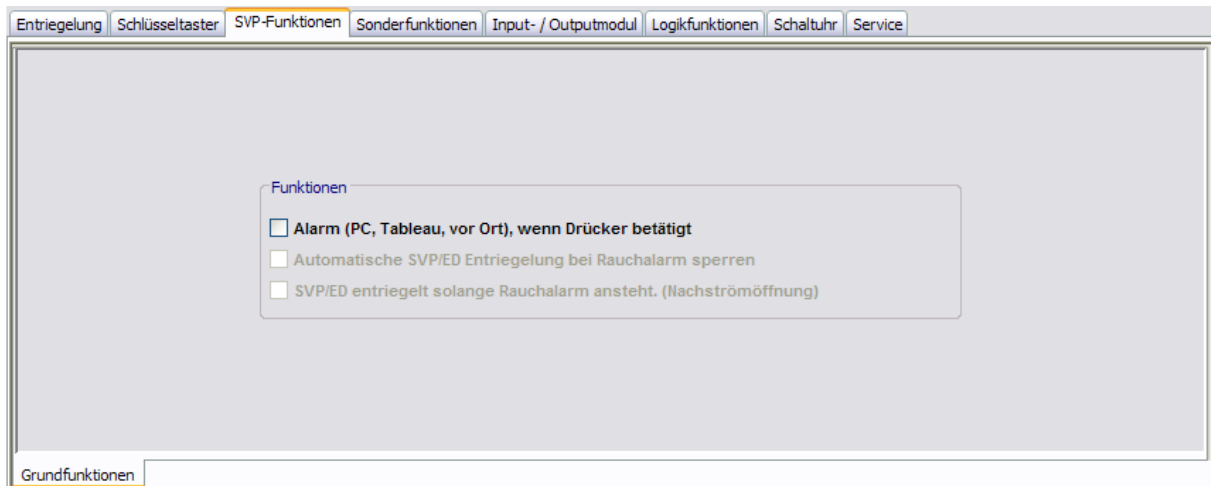 Entriegelung Schlüsseltaster SVP-Funktionen Sonderfunktionen Input- / Outputmodul Logikfunktionen Schaltuhr Service
Funktionen
Alarm (PC, Tableau, vor Ort), wenn Drücker betätigt
Automatische SVP/ED Entriegelung bei Rauchalarm sperren
SVP/ED entriegelt solange Rauchalarm ansteht. (Nachströmöffnung)
Grundfunktionen